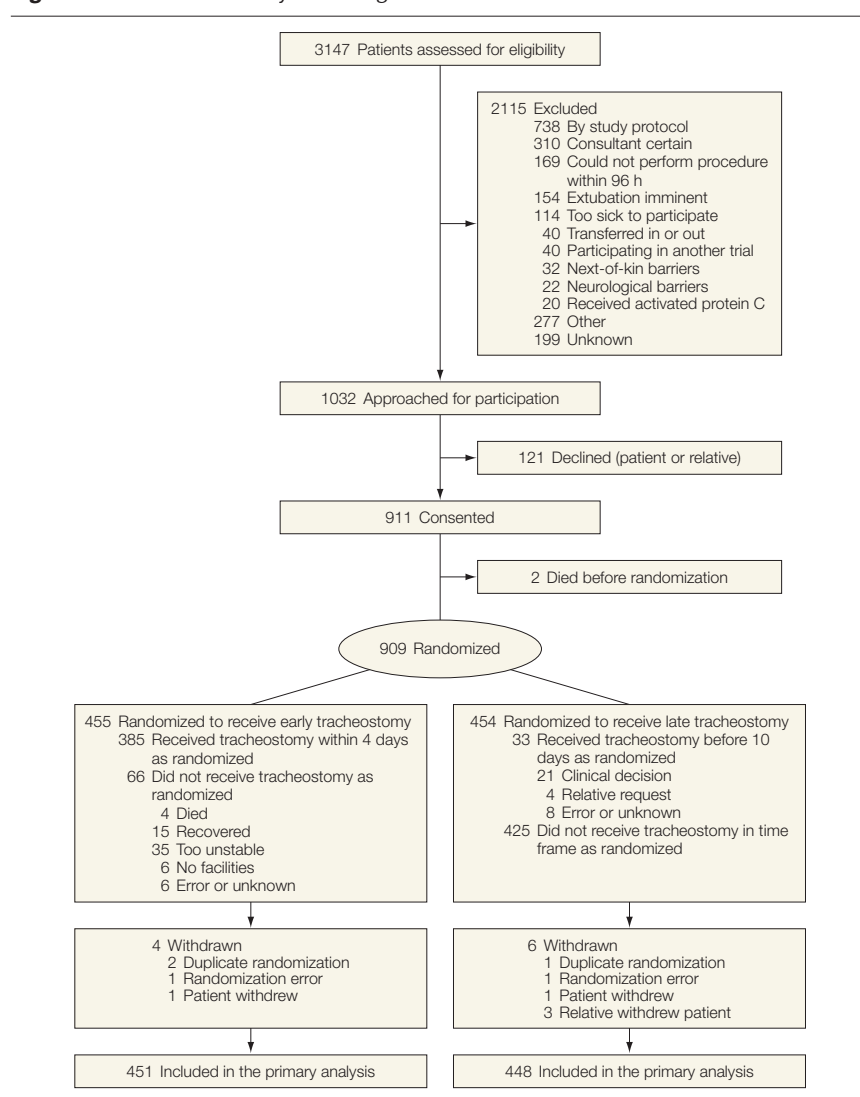 3147 Patients assessed for eligibility
2115 Excluded
738 By study protocol
310 Consultant certain
169 Could not perform procedure
within 96 h
154 Extubation imminent
114 Too sick to participate
40 Transferred in or out
40 Participating in another trial
32 Next-of-kin barriers
22 Neurological barriers
20 Received activated protein C
277 Other
199 Unknown
1032 Approached for participation
121 Declined (patient or relative)
911 Consented
2 Died before randomization
909 Randomized
455 Randomized to receive early tracheostomy
385 Received tracheostomy within 4 days
as randomized
66 Did not receive tracheostomy as
randomized
4 Died
15 Recovered
35 Too unstable
6 No facilities
6 Error or unknown
454 Randomized to receive late tracheostomy
33 Received tracheostomy before 10
days as randomized
21 Clinical decision
4 Relative request
8 Error or unknown
425 Did not receive tracheostomy in time
frame as randomized
4 Withdrawn
2 Duplicate randomization
1 Randomization error
1 Patient withdrew
6 Withdrawn
1 Duplicate randomization
1 Randomization error
1 Patient withdrew
3 Relative withdrew patient
451 Included in the primary analysis
448 Included in the primary analysis